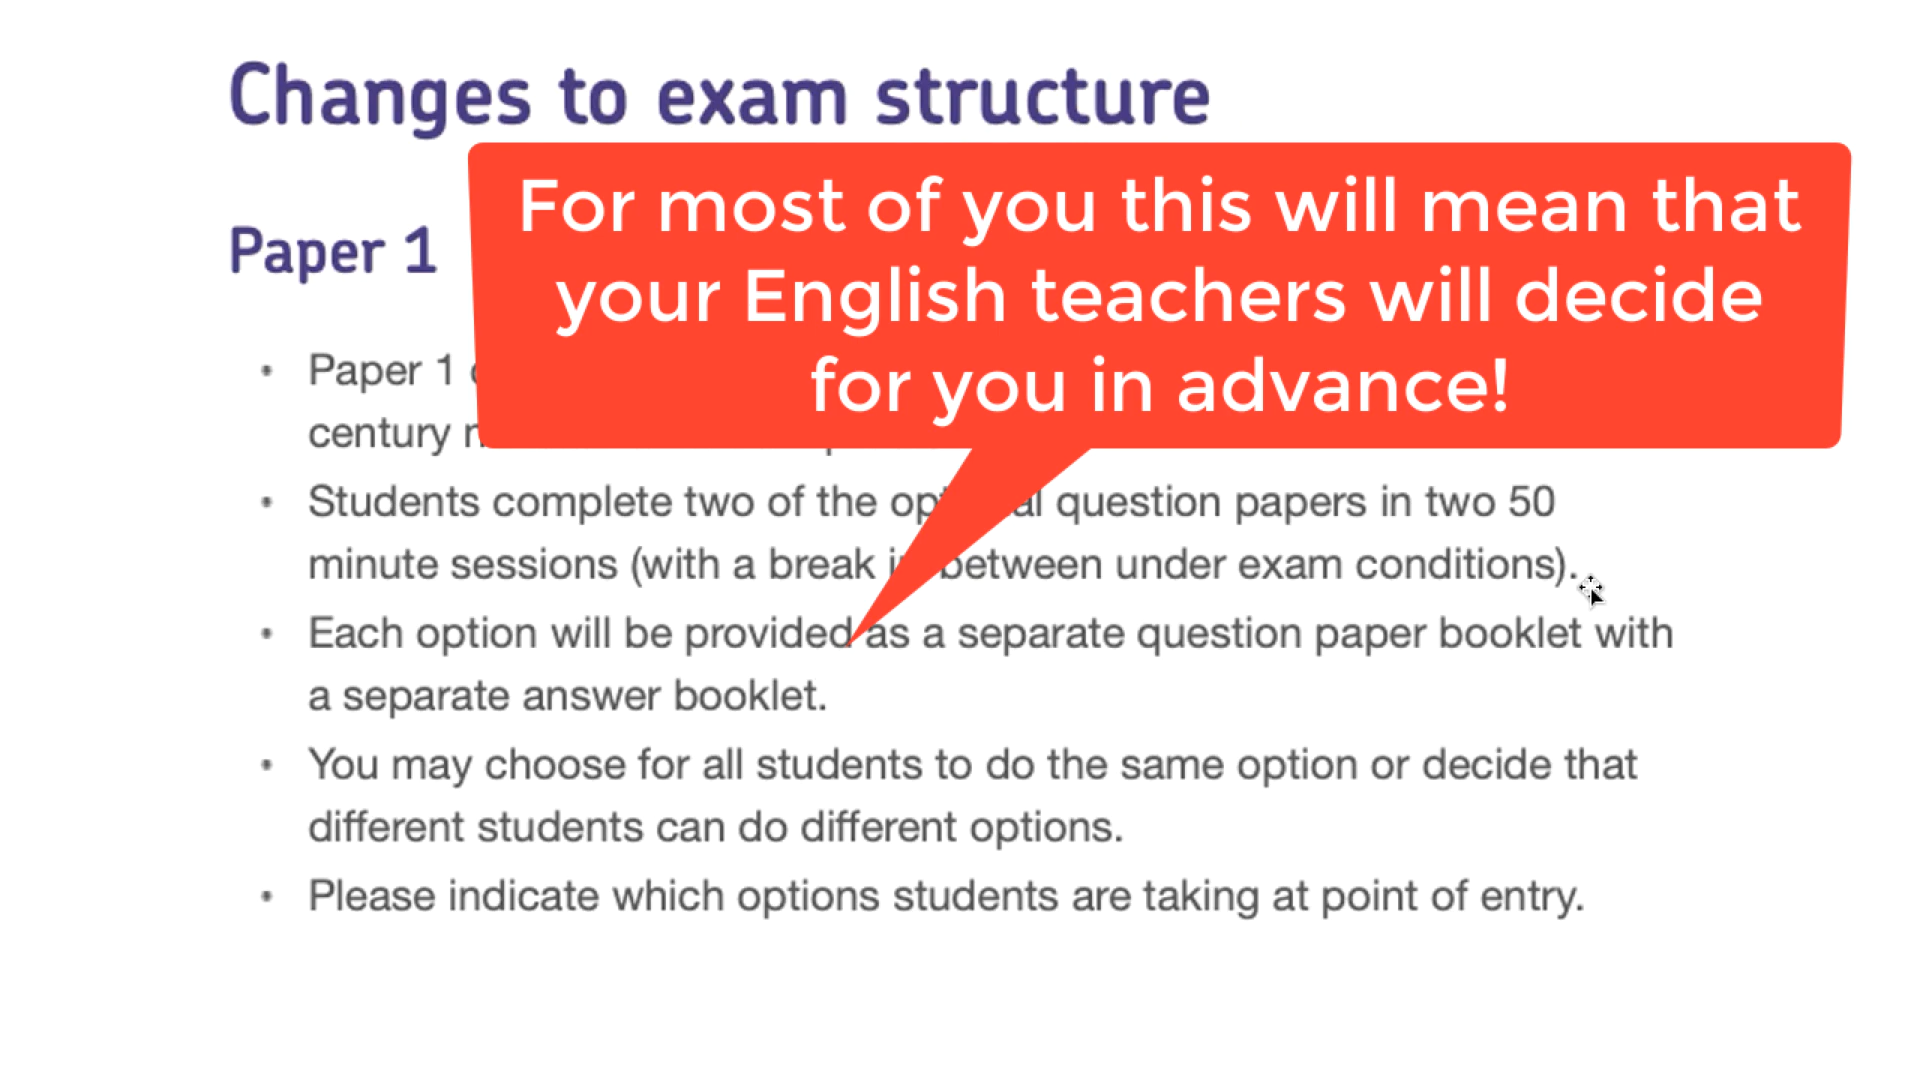 Changes to exam structure
For most of you this will mean that
your English teachers will decide
for you in advance!
Paper 1
• Paper 1
century
• Students complete two of the question papers in two 50
minute sessions (with a break between under exam conditions).
• Each option will be provided as a separate question paper booklet with
a separate answer booklet.
• You may choose for all students to do the same option or decide that
different students can do different options.
• Please indicate which options students are taking at point of entry.